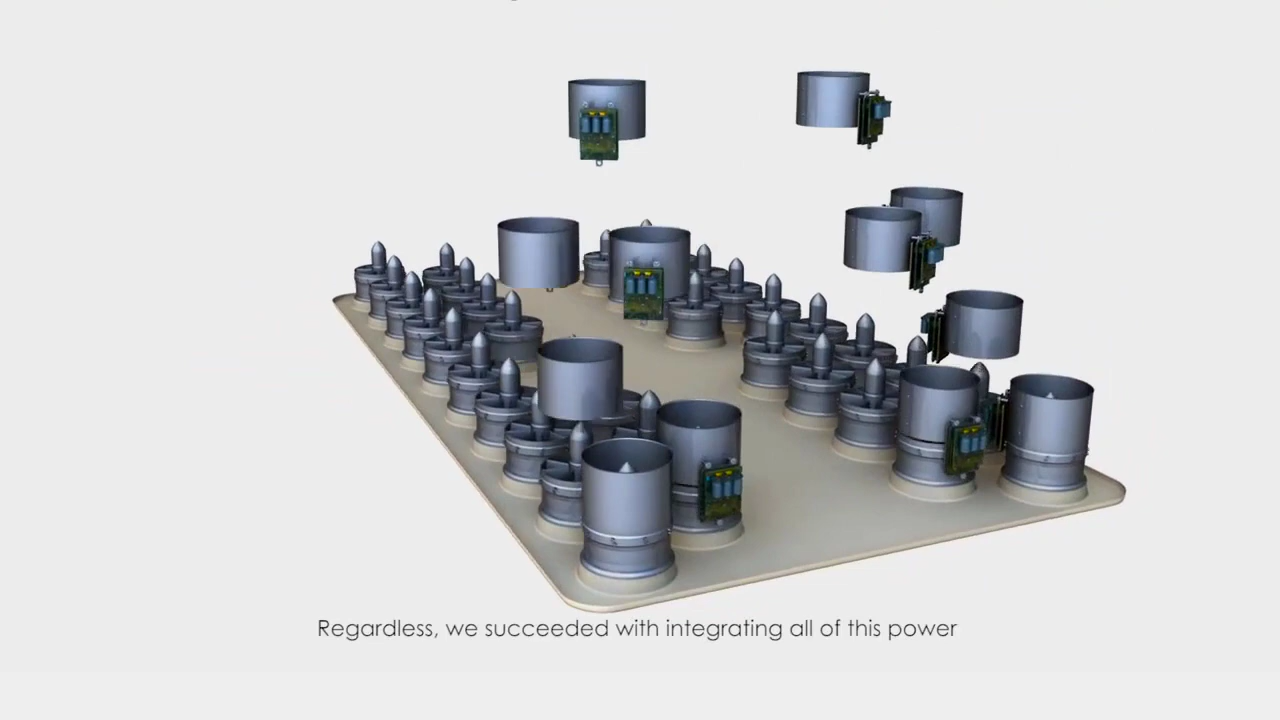 Regardless, we succeeded with integrating all of this power